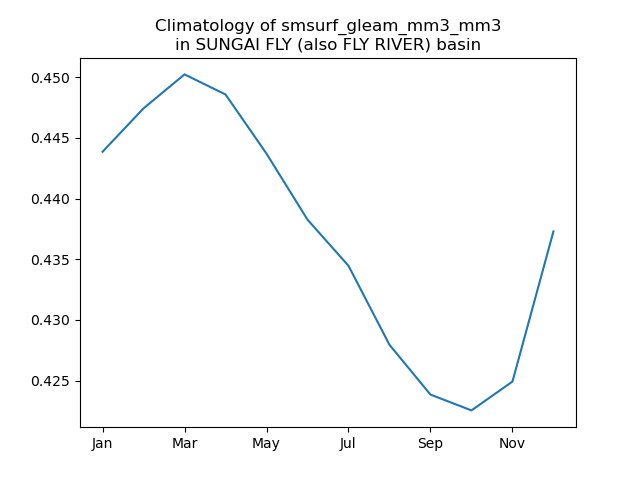 Climatology of smsurf_gleam_mm3_mm3
in SUNGAI FLY (also FLY RIVER) basin
0.450
0.445
0.440
0.435
0.430
0.425
Jan Mar May Jul Sep Nov